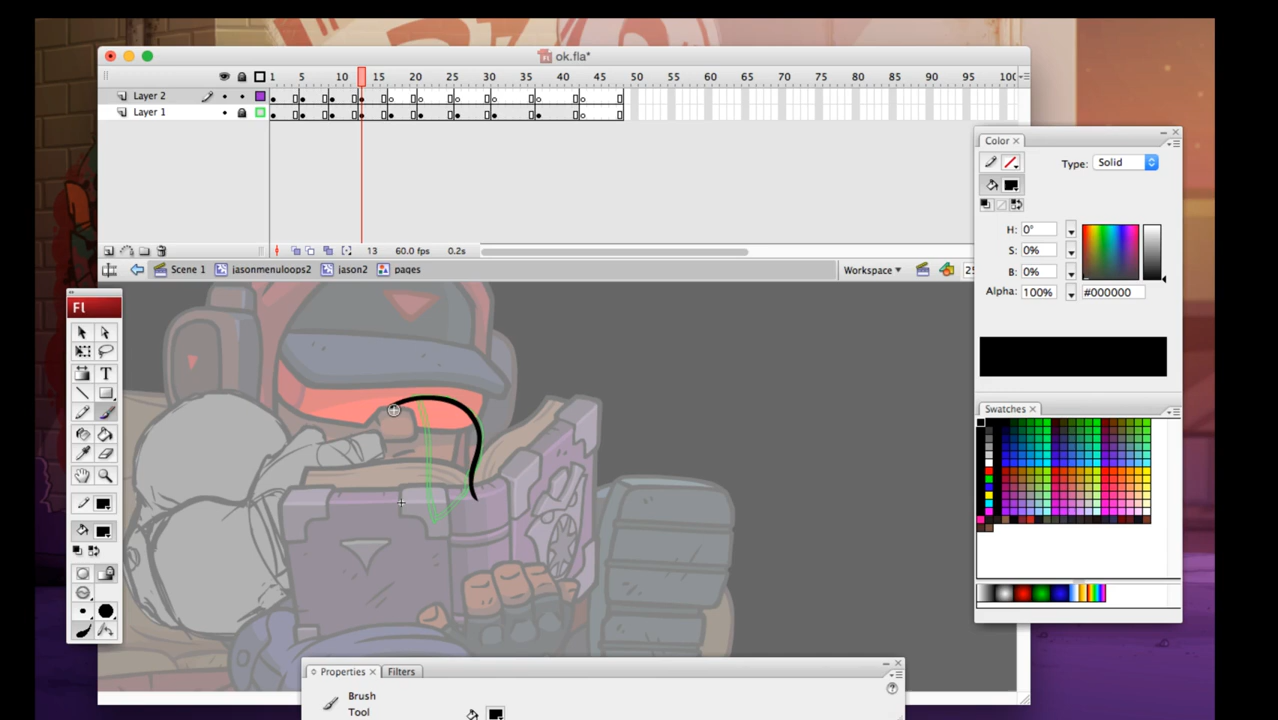 ok.fla*
1 5 10 15 20 25 30 35 40 45 50 55 60 65 70 75 80 85 90 95 100
Layer 2
Layer 1
13 60.0 fps 0.2s
Scene 1 jasonmenuloops2 jason2 pages Workspace
Fl
T
Color
Type: Solid
H: 0°
S: 0%
B: 0%
Alpha: 100% #000000
Swatches
Properties Filters
Brush
Tool